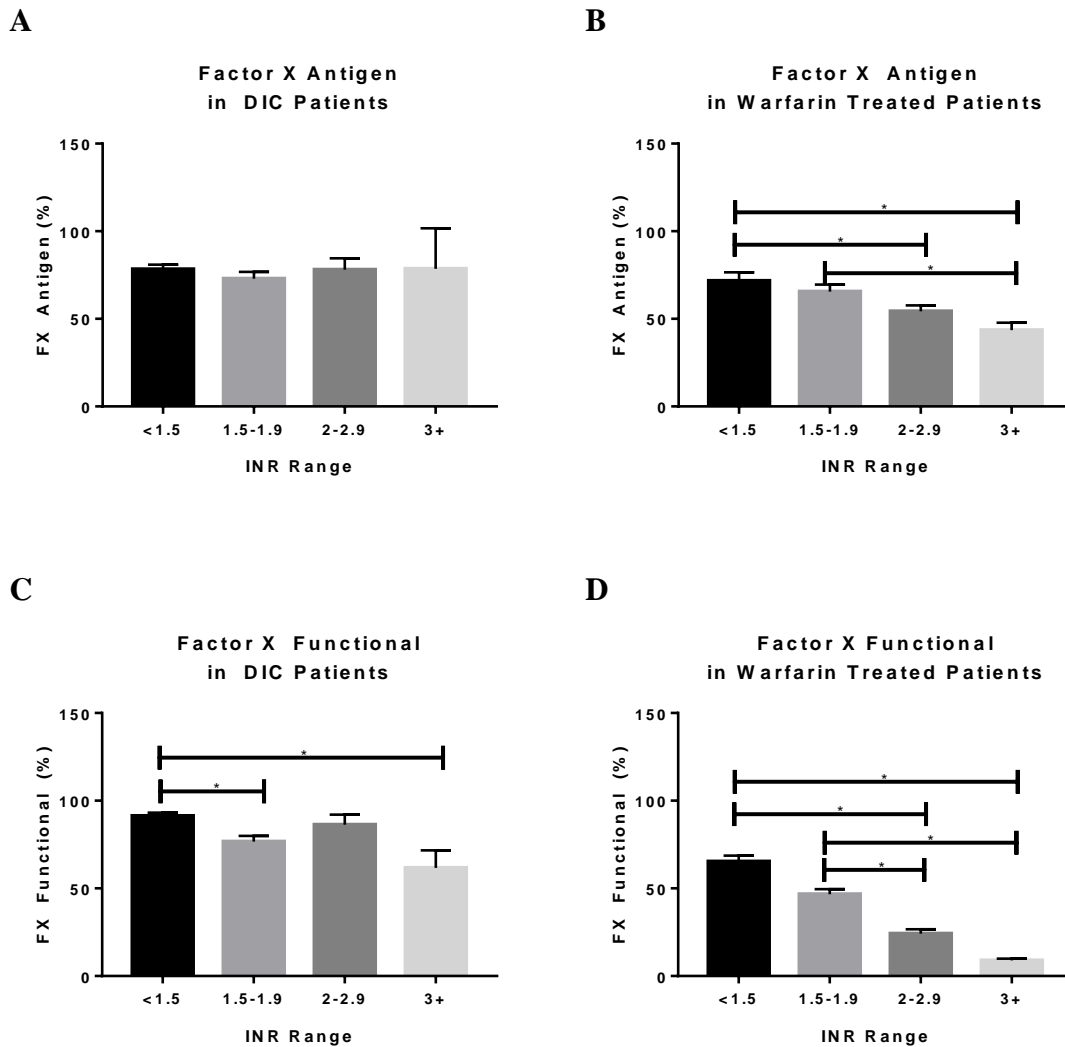 A
Factor X Antigen
in DIC Patients
150
100
50
0
FX Antigen (%)
<1.5 1.5-1.9 2-2.9 3+
INR Range
B
Factor X Antigen
in Warfarin Treated Patients
150
100
50
0
FX Antigen (%)
*
*
*
<1.5 1.5-1.9 2-2.9 3+
INR Range
C
Factor X Functional
in DIC Patients
150
100
50
0
FX Functional (%)
*
*
<1.5 1.5-1.9 2-2.9 3+
INR Range
D
Factor X Functional
in Warfarin Treated Patients
150
100
50
0
FX Functional (%)
*
*
*
*
<1.5 1.5-1.9 2-2.9 3+
INR Range